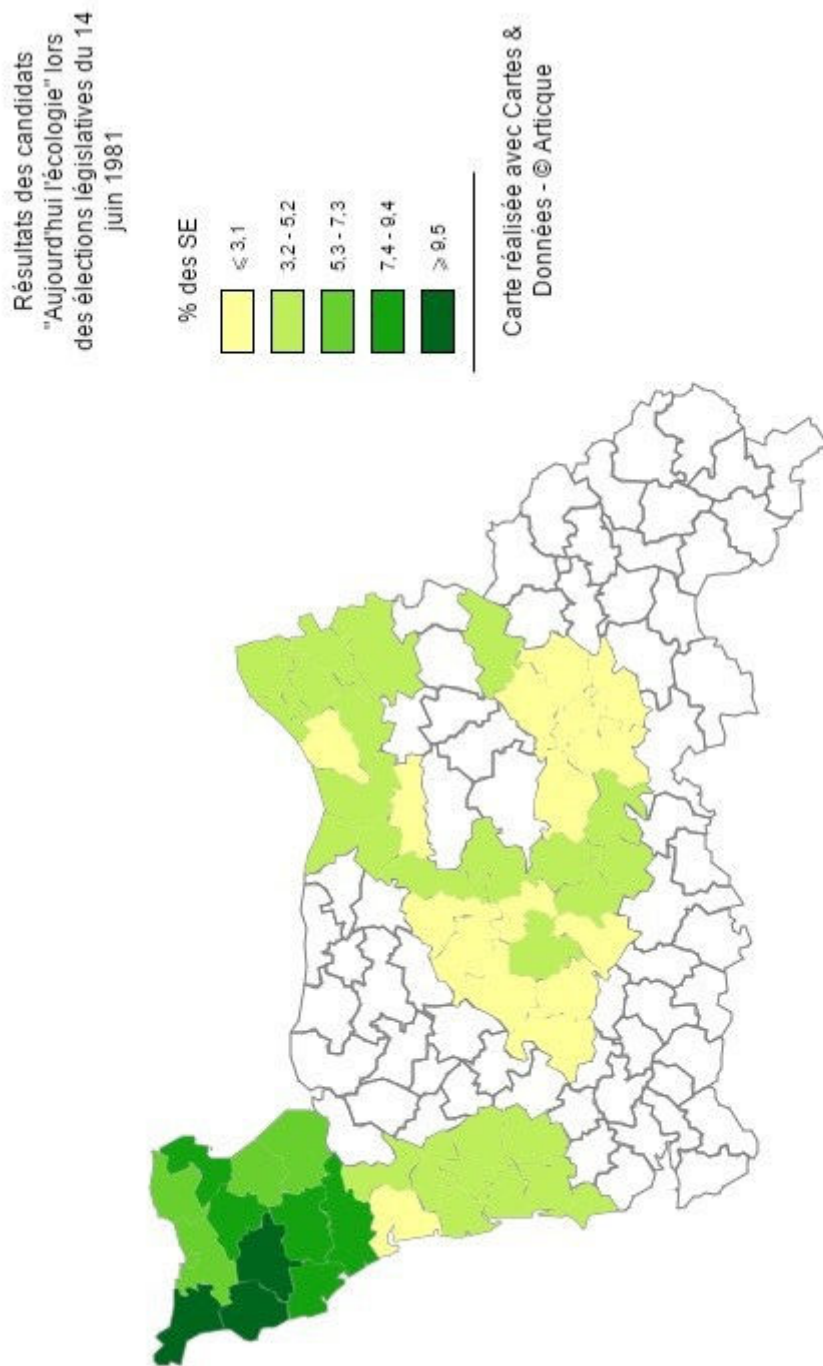 Résultats des candidats
"Aujourd'hui l'écologie" lors
des élections législatives du 14
juin 1981
% des SE
≤ 3,1
3,2 - 5,2
5,3 - 7,3
7,4 - 9,4
≥ 9,5
Carte réalisée avec Cartes &
Données - © Articque